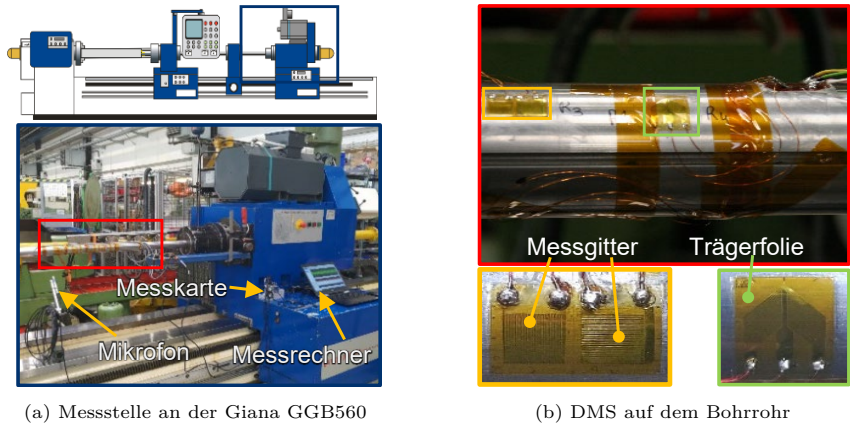 Messkarte
Mikrofon
Messrechner
(a) Messstelle an der Giana GGB560
Messgitter
Trägerfolie
(b) DMS auf dem Bohrrohr